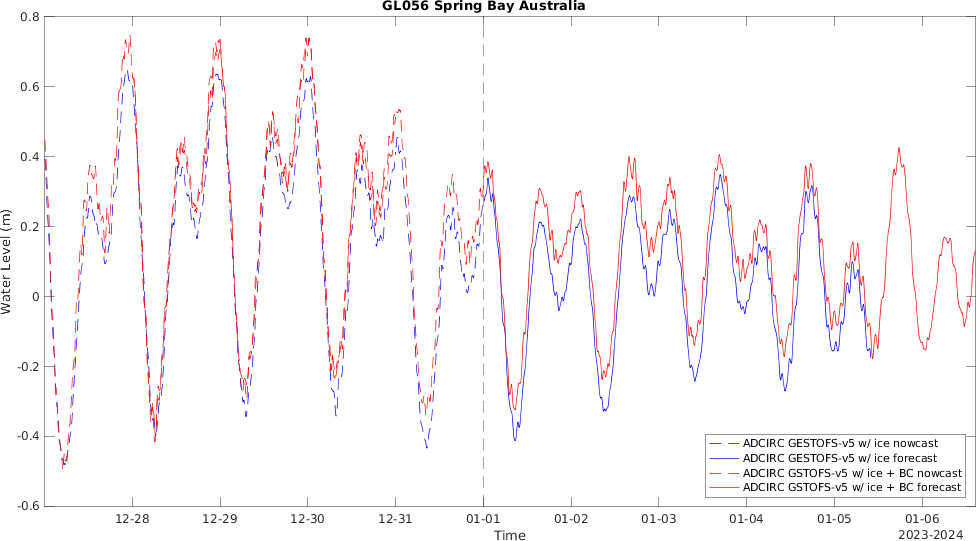 GL056 Spring Bay Australia
0.8
0.6
0.4
0.2
0
-0.2
-0.4
-0.6
Water Level (m)
12-28 12-29 12-30 12-31 01-01 01-02 01-03 01-04 01-05 01-06
Time
2023-2024
ADCIRC GESTOFS-v5 w/ ice nowcast
ADCIRC GESTOFS-v5 w/ ice forecast
ADCIRC GSTOFS-v5 w/ ice + BC nowcast
ADCIRC GSTOFS-v5 w/ ice + BC forecast